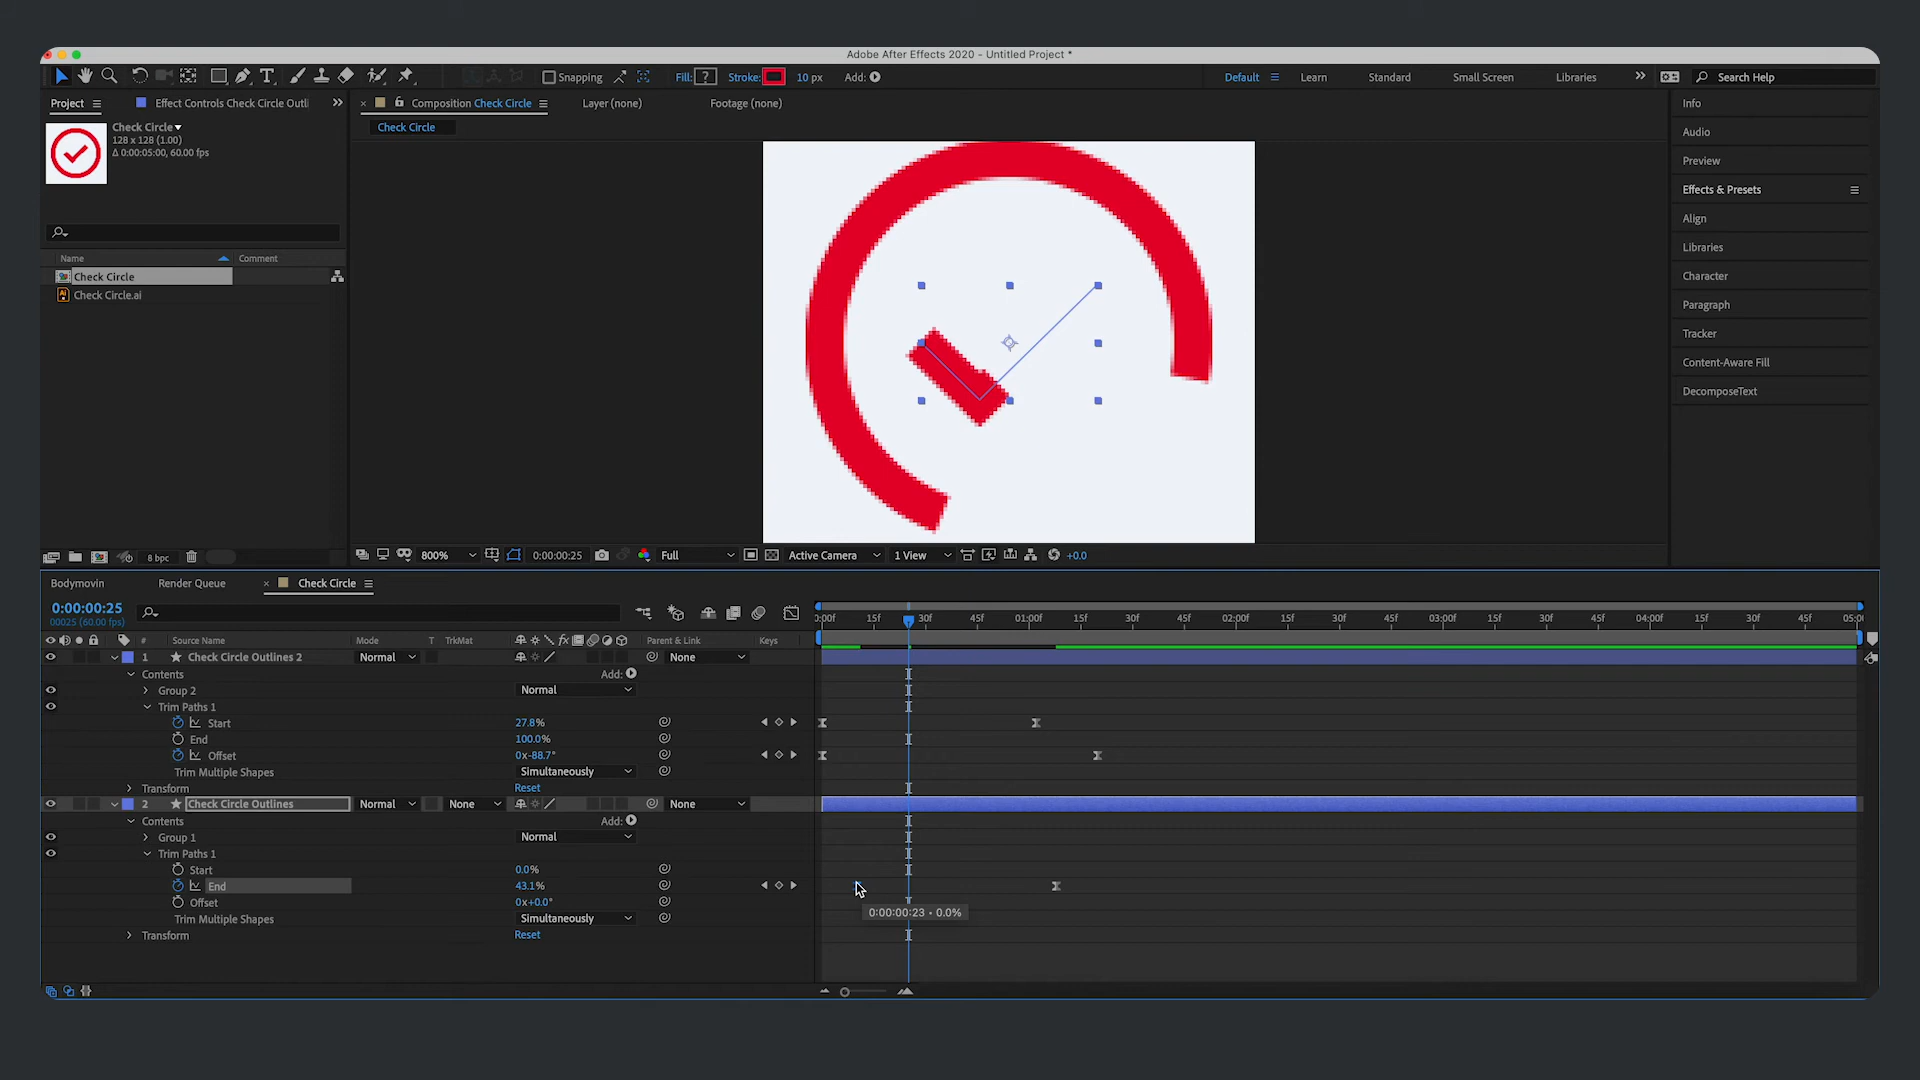 Adobe After Effects 2020 - Untitled Project *
Snapping Fill: ? Stroke: 10 px Add: Default Learn Standard Small Screen Libraries Search Help
Project Effect Controls Check Circle Outli Composition Check Circle Layer (none) Footage (none) Info
Check Circle
128 x 128 (1.00)
Δ 0:00:05:00, 60.00 fps
Check Circle
Audio
Preview
Effects & Presets
Align
Libraries
Character
Paragraph
Tracker
Content-Aware Fill
DecomposeText
Name Comment
Check Circle
Check Circle.ai
8 bpc 800% 0:00:00:25 Full Active Camera 1 View +0.0
Bodymovin Render Queue Check Circle
0:00:00:25
00025 (60.00 fps)
:00f 15f 30f 45f 01:00f 15f 30f 45f 02:00f 15f 30f 45f 03:00f 15f 30f 45f 04:00f 15f 30f 45f 05:0
# Source Name Mode T TrkMat fx Parent & Link Keys
1 Check Circle Outlines 2 Normal None
Contents Add:
Group 2 Normal
Trim Paths 1
Start 27.8%
End 100.0%
Offset 0x-88.7°
Trim Multiple Shapes Simultaneously
Transform Reset
2 Check Circle Outlines Normal None None
Contents Add:
Group 1 Normal
Trim Paths 1
Start 0.0%
End 43.1%
Offset 0x+0.0°
0:00:00:23 • 0.0%
Trim Multiple Shapes Simultaneously
Transform Reset